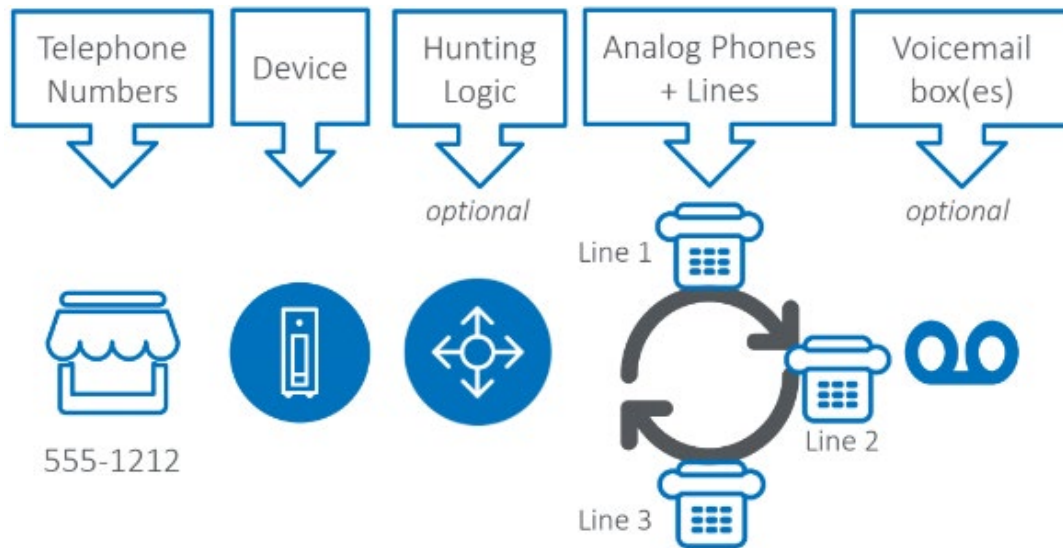 Telephone
Numbers
Device
Hunting
Logic
Analog Phones
+ Lines
Voicemail
box(es)
optional
optional
Line 1
Line 2
555-1212
Line 3